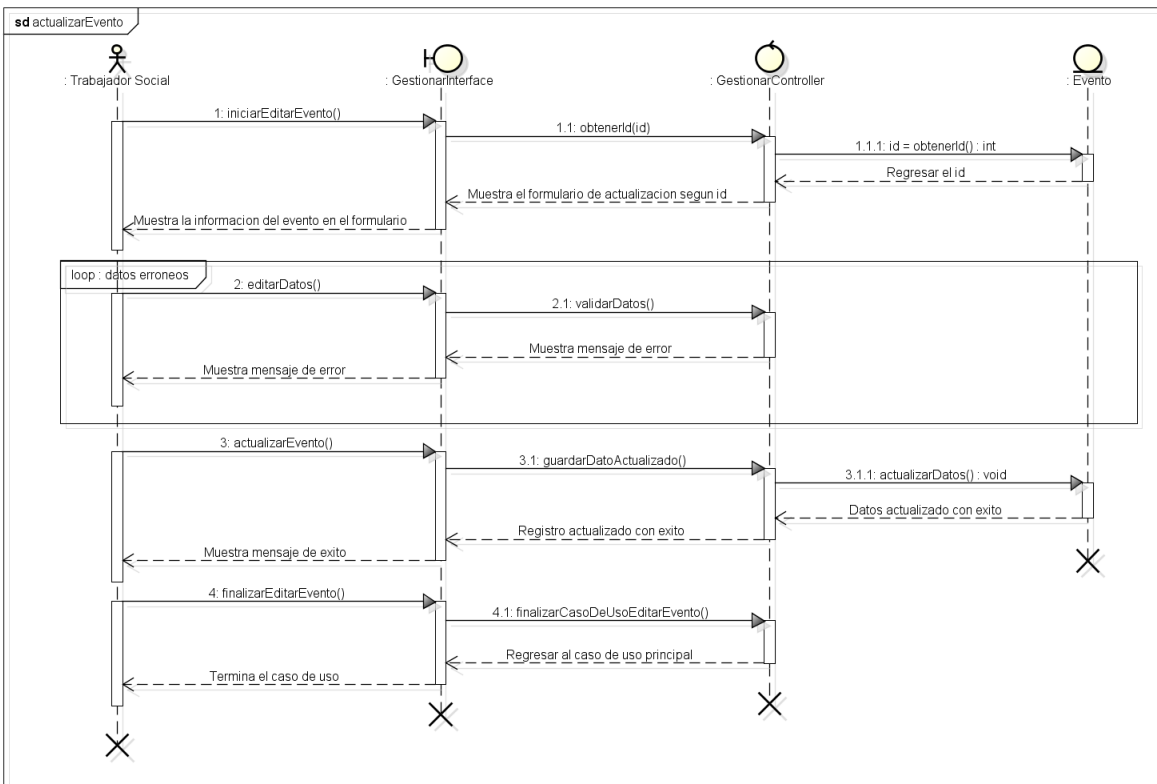 sd actualizarEvento
: Trabajador Social
: GestionarInterface
: GestionarController
: Evento
1: iniciarEditarEvento()
1.1: obtenerId(id)
1.1.1: id = obtenerId() : int
Regresar el id
Muestra el formulario de actualizacion segun id
Muestra la informacion del evento en el formulario
loop : datos erroneos
2: editarDatos()
2.1: validarDatos()
Muestra mensaje de error
Muestra mensaje de error
3: actualizarEvento()
3.1: guardarDatoActualizado()
3.1.1: actualizarDatos() : void
Datos actualizado con exito
Registro actualizado con exito
Muestra mensaje de exito
4: finalizarEditarEvento()
4.1: finalizarCasoDeUsoEditarEvento()
Regresar al caso de uso principal
Termina el caso de uso